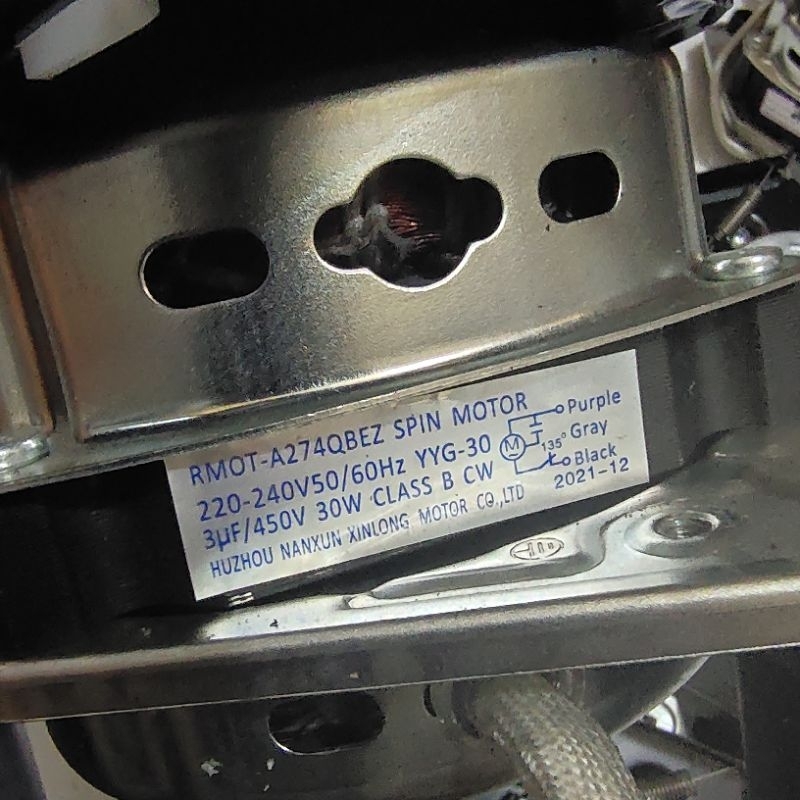 RMOT-A274QBEZ SPIN MOTOR
220-240V50/60Hz YYG-30
3µF/450V 30W CLASS B CW
HUZHOU NANXUN XINLONG MOTOR CO.,LTD
M
135°
Purple
Gray
Black
2021-12